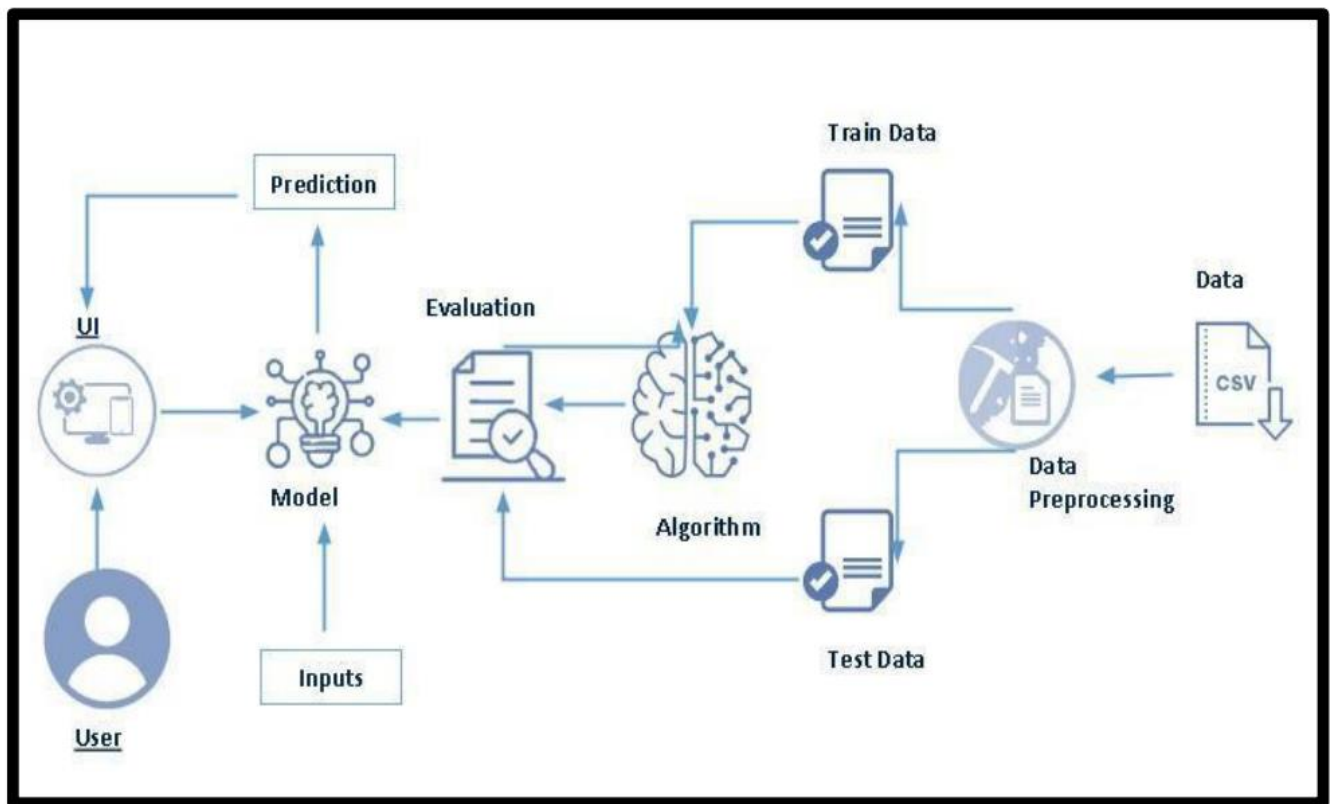 Train Data
Prediction
Data
Evaluation
UI
CSV
Data
Preprocessing
Model
Algorithm
Test Data
Inputs
User